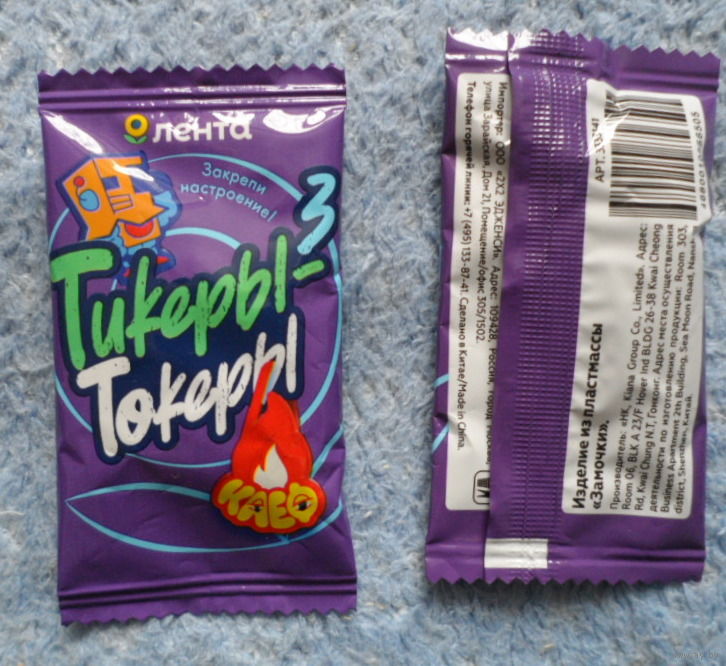 лента
Закрепи
настроение!
Тикеры-3
Токеры
КАЕФ
Импортер: ООО «2Х2 ЭДЖЕНСИ», Адрес: 109428, Россия, город
улица Зарайская, Дом 21, Помещение/офис 305/1502.
Телефон горячей линии: +7 (495) 133-87-41. Сделано в Китае/Made in China.
АРТ.
Изделие из пластмассы
«Замочки».
Производитель: «HK, Kiana Group Co., Limited», Адрес:
Room 06, BLK A 23/F Hover Ind BLDG 26-38 Kwai Cheong
Rd, Kwai Chung N.T, Гонконг. Адрес места осуществления
деятельности по изготовлению продукции: Room 303,
Business Apartment 2th Building, Sea Moon Road,
district, Shenzhen, Китай.